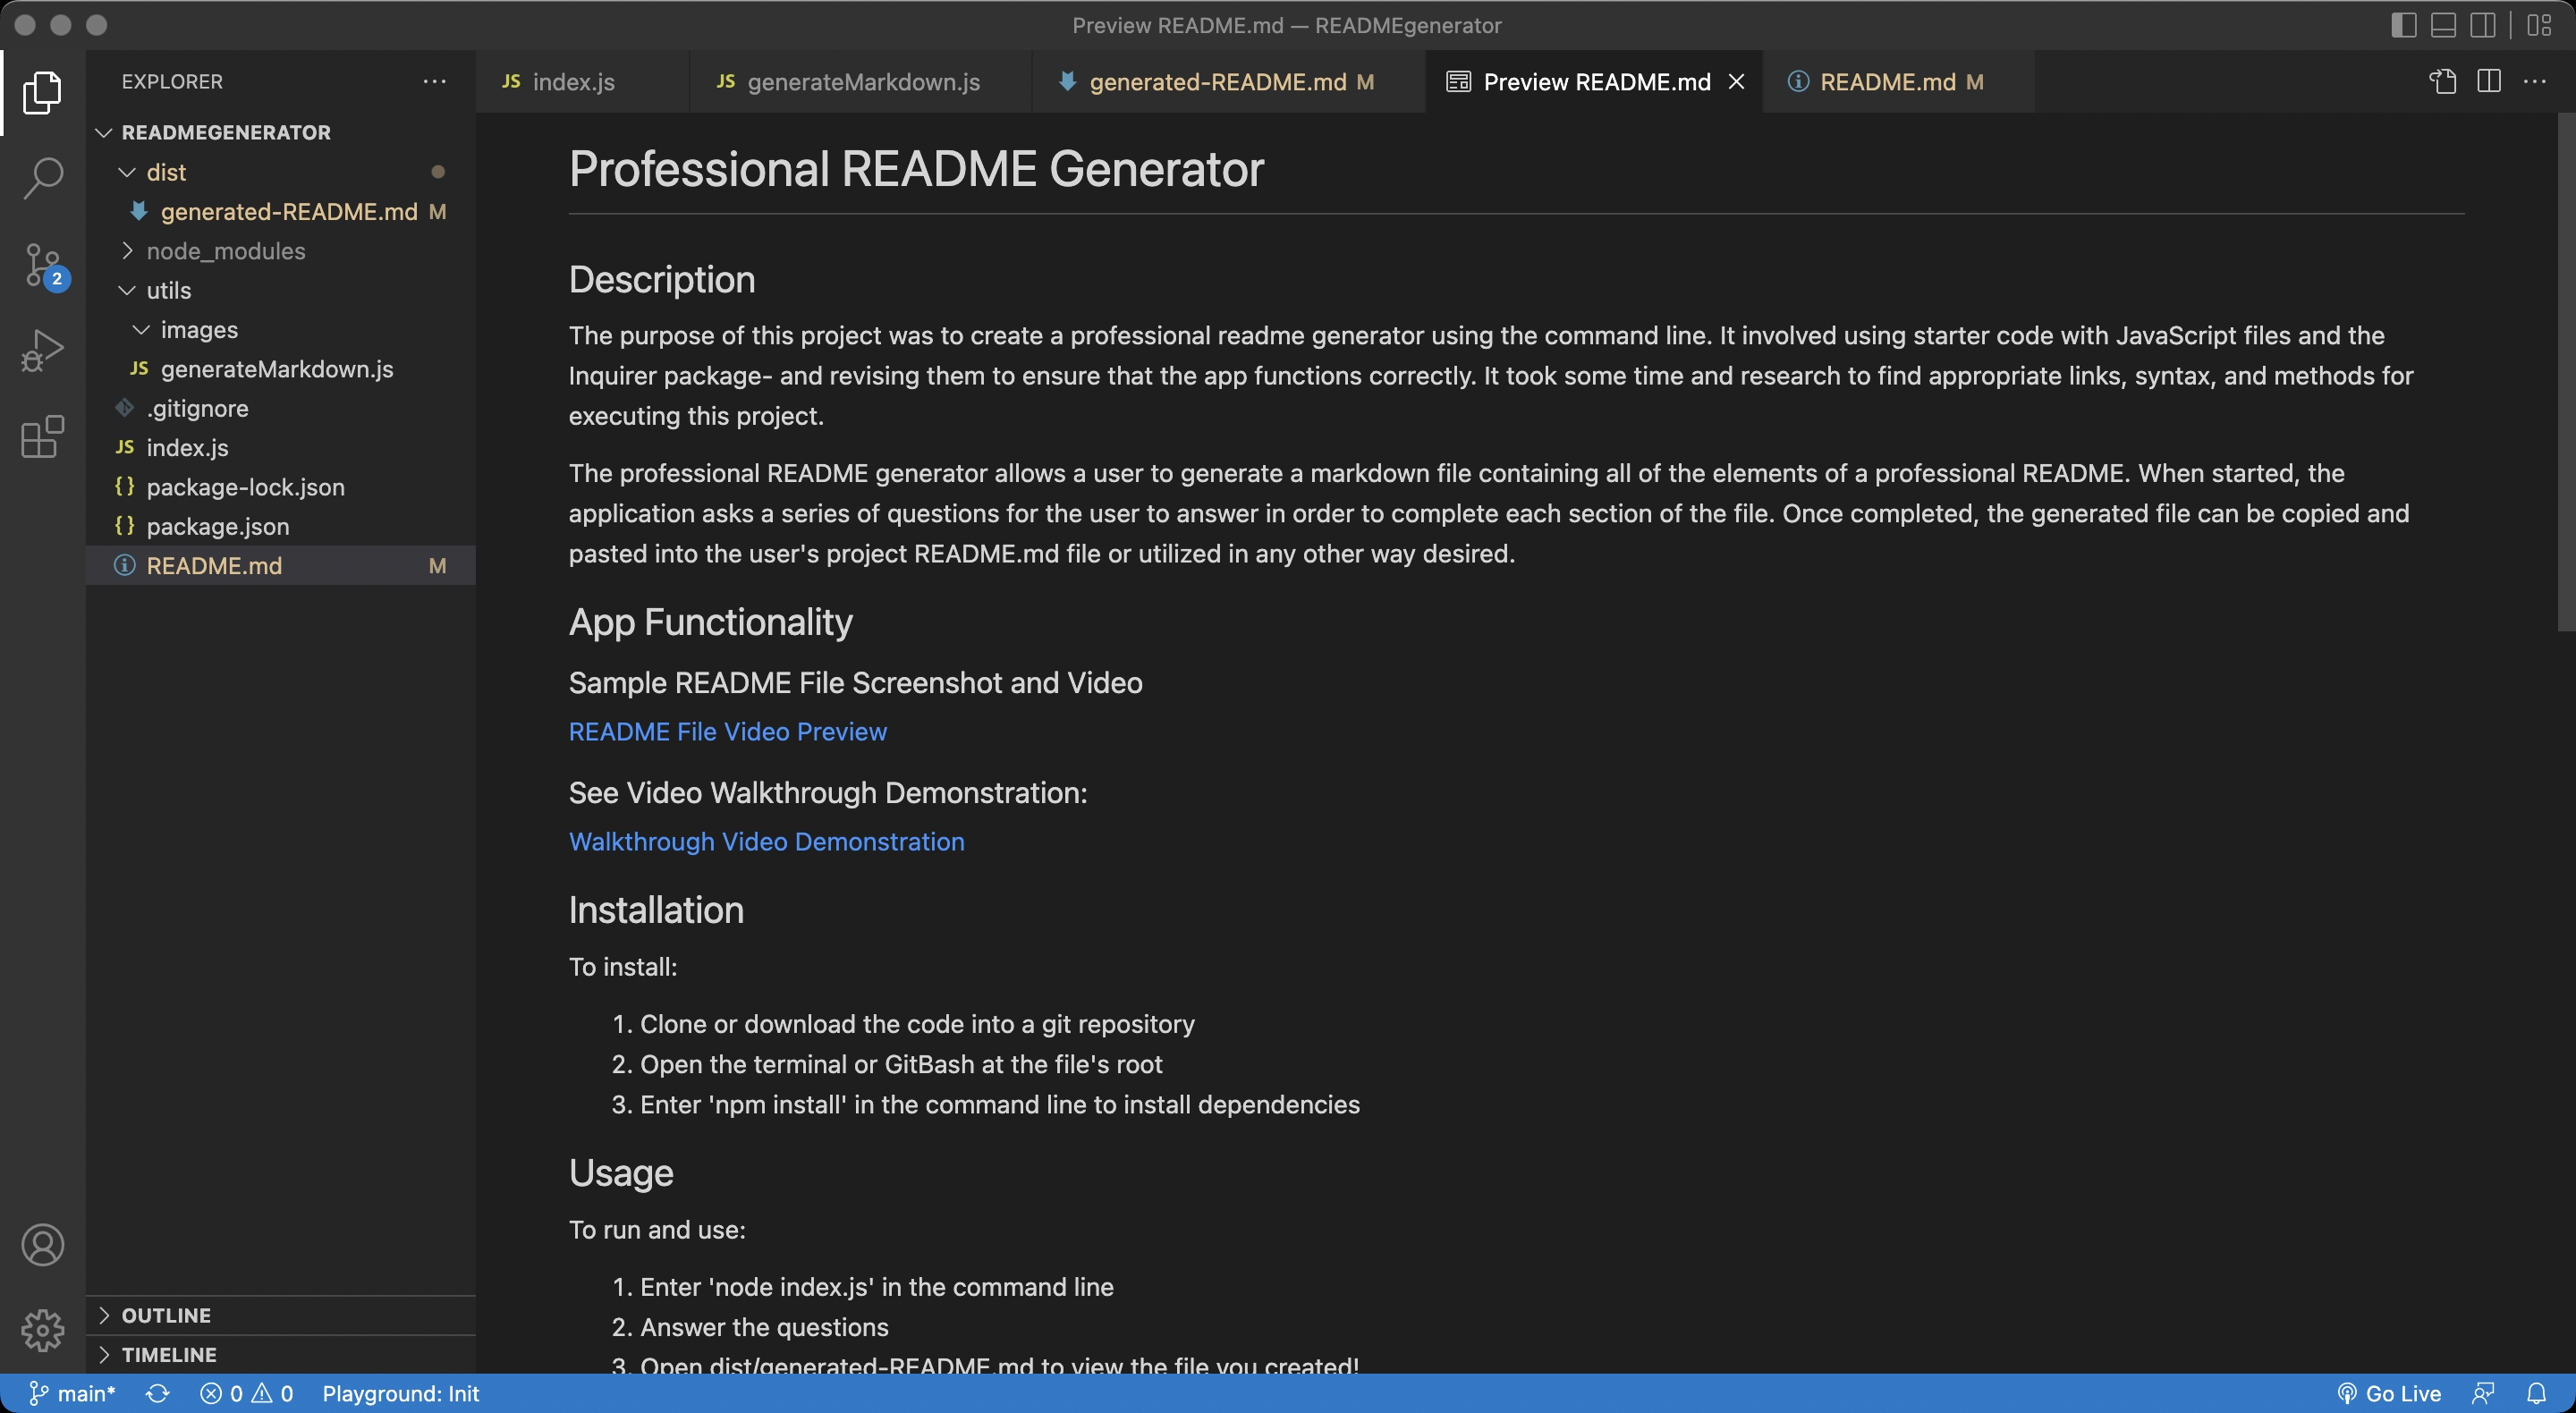 Preview README.md — READMEgenerator
EXPLORER
JS index.js
JS generateMarkdown.js
generated-README.md M
Preview README.md
README.md M
READMEGENERATOR
dist
generated-README.md M
node_modules
utils
images
JS generateMarkdown.js
.gitignore
JS index.js
{} package-lock.json
{} package.json
README.md M
2
OUTLINE
TIMELINE
Professional README Generator
Description
The purpose of this project was to create a professional readme generator using the command line. It involved using starter code with JavaScript files and the
Inquirer package- and revising them to ensure that the app functions correctly. It took some time and research to find appropriate links, syntax, and methods for
executing this project.
The professional README generator allows a user to generate a markdown file containing all of the elements of a professional README. When started, the
application asks a series of questions for the user to answer in order to complete each section of the file. Once completed, the generated file can be copied and
pasted into the user's project README.md file or utilized in any other way desired.
App Functionality
Sample README File Screenshot and Video
README File Video Preview
See Video Walkthrough Demonstration:
Walkthrough Video Demonstration
Installation
To install:
1. Clone or download the code into a git repository
2. Open the terminal or GitBash at the file's root
3. Enter 'npm install' in the command line to install dependencies
Usage
To run and use:
1. Enter 'node index.js' in the command line
2. Answer the questions
3. Open dist/generated-README.md to view the file you created!
main* 0 0 Playground: Init
Go Live